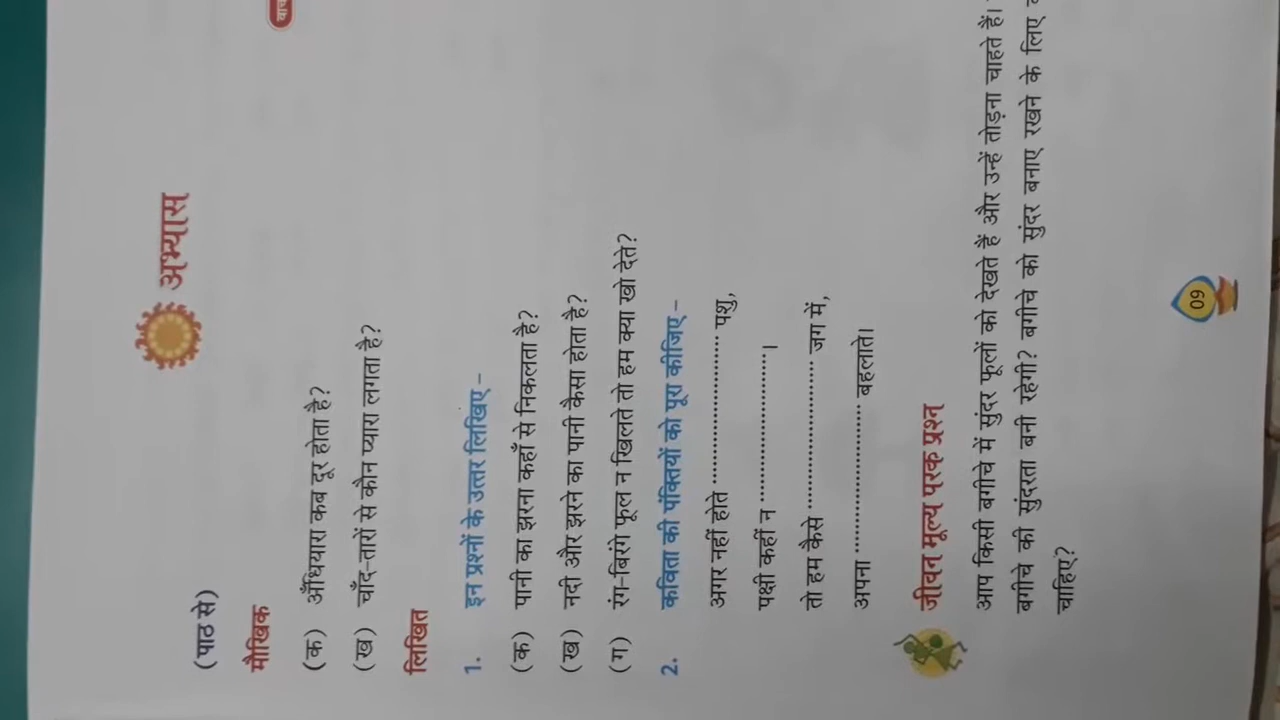 अभ्यास
(पाठ से)
मौखिक
(क) अँधियारा कब दूर होता है?
(ख) चाँद-तारों से कौन प्यारा लगता है?
लिखित
1. इन प्रश्नों के उत्तर लिखिए –
(क) पानी का झरना कहाँ से निकलता है?
(ख) नदी और झरने का पानी कैसा होता है?
(ग) रंग-बिरंगे फूल न खिलते तो हम क्या खो देते?
2. कविता की पंक्तियों को पूरा कीजिए –
अगर नहीं होते ........................ पशु,
पक्षी कहीं न ........................।
तो हम कैसे ........................ जग में,
अपना ........................ बहलाते।
जीवन मूल्य परक प्रश्न
आप किसी बगीचे में सुंदर फूलों को देखते हैं और उन्हें तोड़ना चाहते हैं।
बगीचे की सुंदरता बनी रहेगी? बगीचे को सुंदर बनाए रखने के लिए
चाहिए?
09